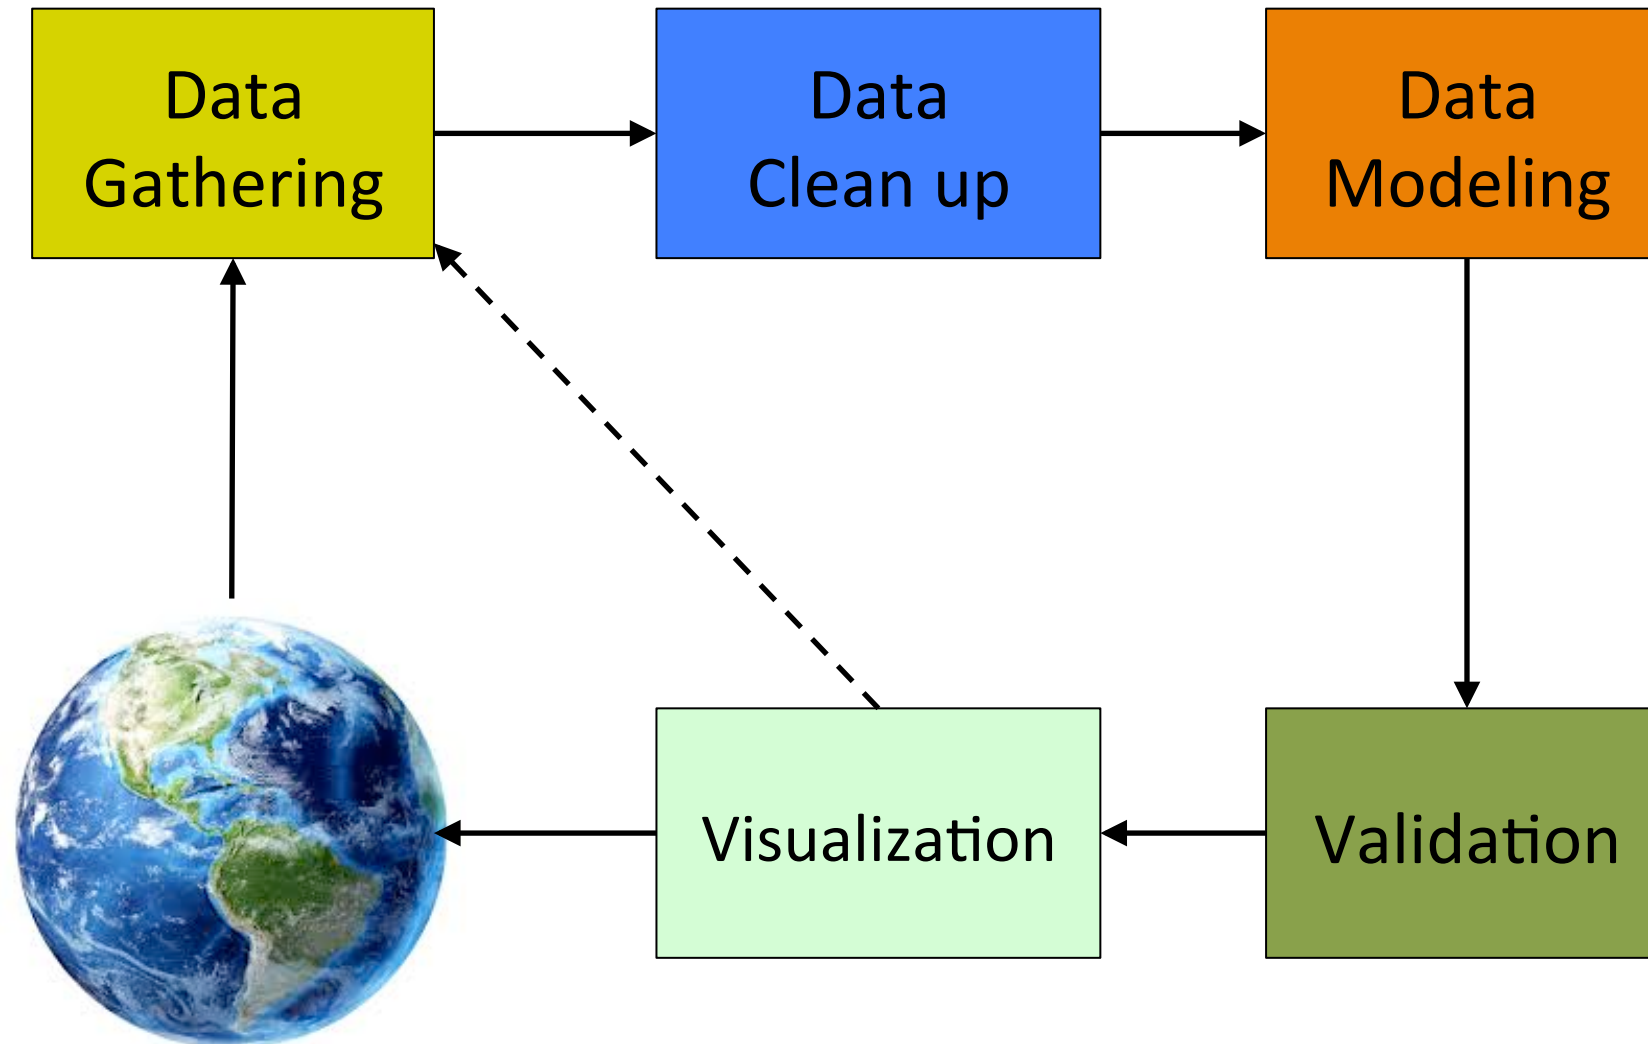 Data
Gathering
Data
Clean up
Data
Modeling
Visualization
Validation